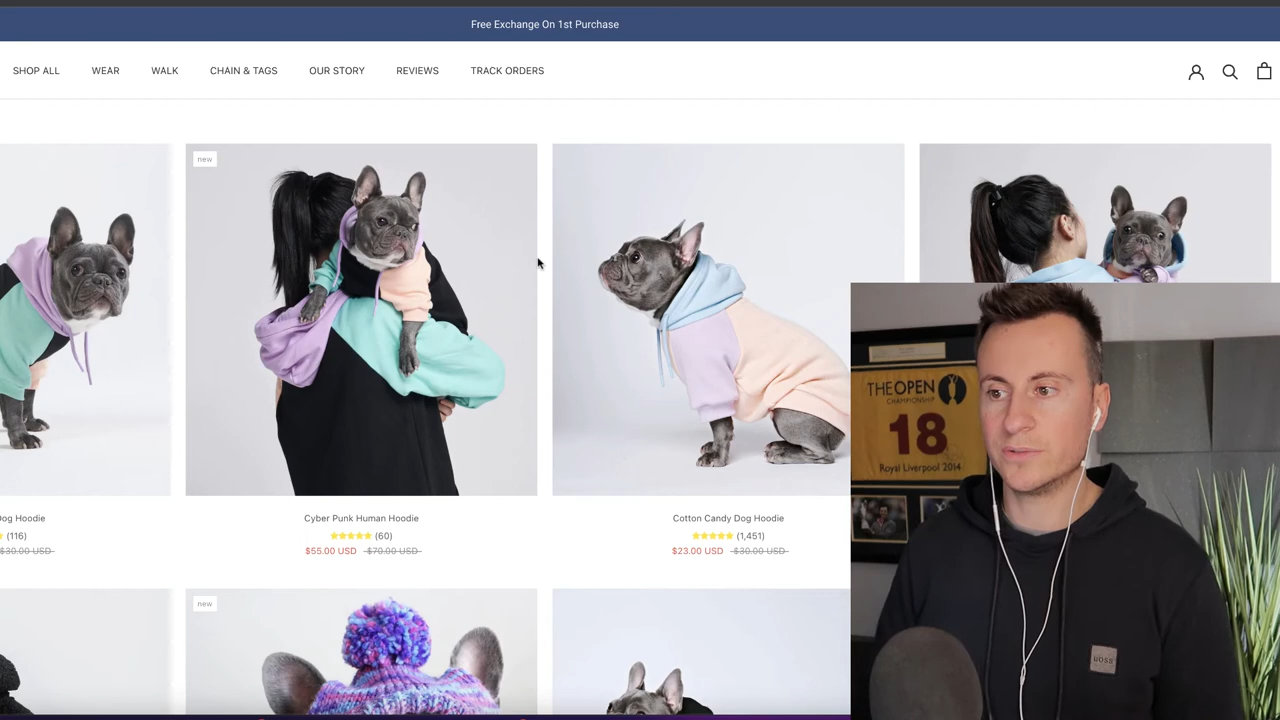 Free Exchange On 1st Purchase
SHOP ALL WEAR WALK CHAIN & TAGS OUR STORY REVIEWS TRACK ORDERS
new
Dog Hoodie
(116)
$30.00 USD
Cyber Punk Human Hoodie
(60)
$55.00 USD $70.00 USD
Cotton Candy Dog Hoodie
(1,451)
$23.00 USD $30.00 USD
new
THE OPEN
CHAMPIONSHIP
18
Royal Liverpool 2014
BOSS